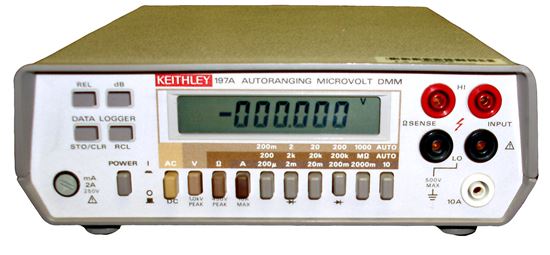 REL dB
KEITHLEY 197A AUTORANGING MICROVOLT DMM
-000.000 V
DATA LOGGER
STO/CLR RCL
POWER I O
mA
2A
250V
AC V Ω A
DC
1.0kV PEAK
MAX
200m 2 20 200 1000 AUTO
200 2k 20k 200k MΩ AUTO
200µ 2m 20m 200m 2000m 10
HI
Ω SENSE INPUT
LO
500V
MAX
10A